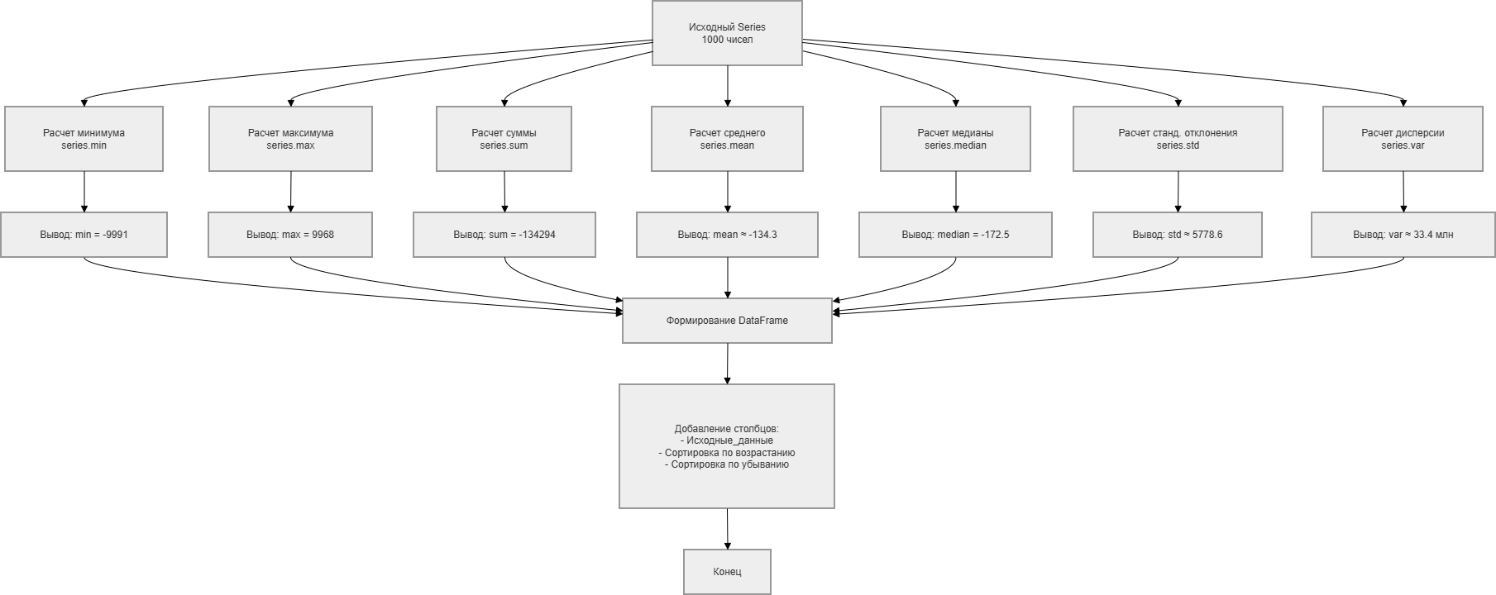 Исходный Series
1000 чисел
Расчет минимума
series.min
Расчет максимума
series.max
Расчет суммы
series.sum
Расчет среднего
series.mean
Расчет медианы
series.median
Расчет станд. отклонения
series.std
Расчет дисперсии
series.var
Вывод: min = -9991
Вывод: max = 9968
Вывод: sum = -134294
Вывод: mean ≈ -134.3
Вывод: median = -172.5
Вывод: std ≈ 5778.6
Вывод: var ≈ 33.4 млн
Формирование DataFrame
Добавление столбцов:
- Исходные_данные
- Сортировка по возрастанию
- Сортировка по убыванию
Конец